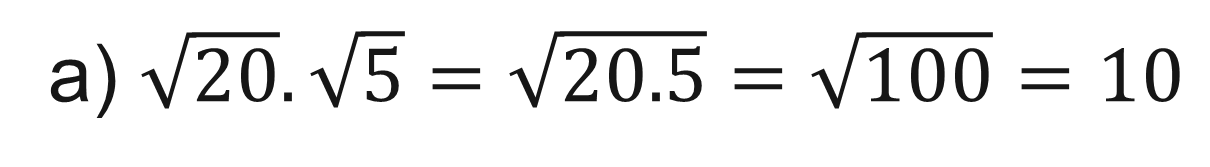 a) √20. √5 = √20.5 = √100 = 10